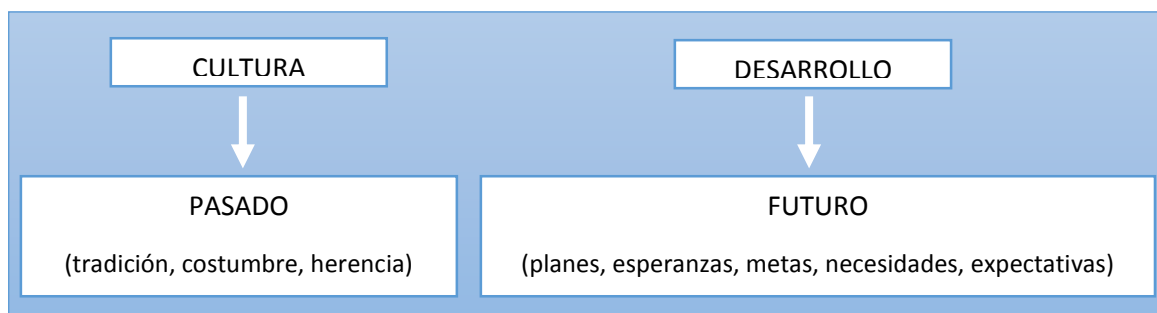 CULTURA
DESARROLLO
PASADO
(tradición, costumbre, herencia)
FUTURO
(planes, esperanzas, metas, necesidades, expectativas)